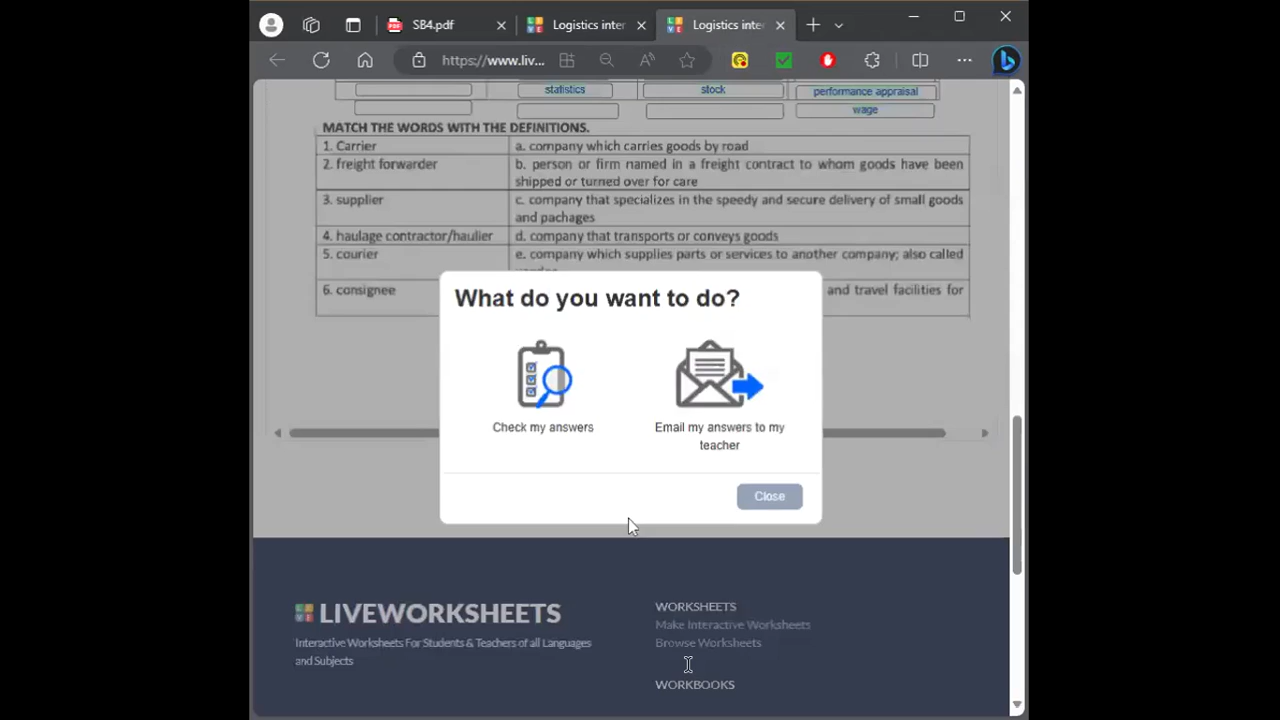 SB4.pdf
Logistics inter
Logistics inte
https://www.liv...
statistics
stock
performance appraisal
wage
MATCH THE WORDS WITH THE DEFINITIONS.
1. Carrier
a. company which carries goods by road
2. freight forwarder
b. person or firm named in a freight contract to whom goods have been
shipped or turned over for care
3. supplier
c. company that specializes in the speedy and secure delivery of small goods
and pachages
4. haulage contractor/haulier
d. company that transports or conveys goods
5. courier
e. company which supplies parts or services to another company; also called
6. consignee
and travel facilities for
What do you want to do?
Check my answers
Email my answers to my
teacher
Close
LIVEWORKSHEETS
Interactive Worksheets For Students & Teachers of all Languages
and Subjects
WORKSHEETS
Make Interactive Worksheets
Browse Worksheets
WORKBOOKS